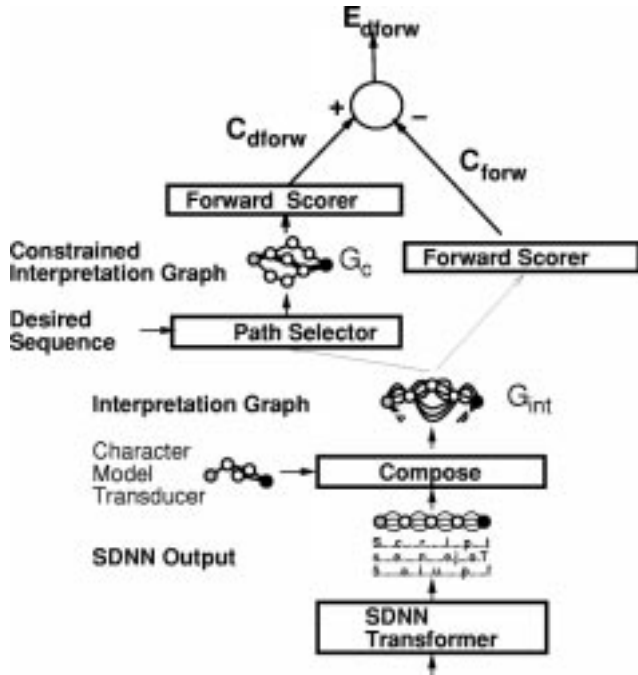 E_dforw
+ −
C_dforw
C_forw
Forward Scorer
Constrained
Interpretation Graph
G_c
Forward Scorer
Desired
Sequence
Path Selector
Interpretation Graph
G_int
Character
Model
Transducer
Compose
SDNN Output
SDNN
Transformer